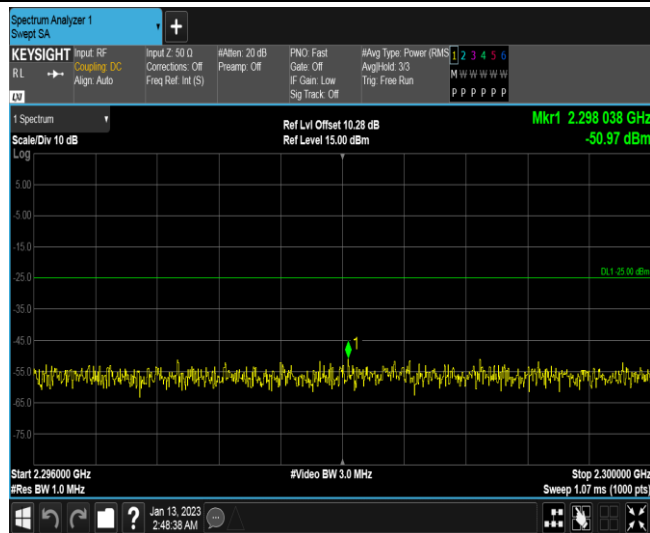 Spectrum Analyzer 1
Swept SA
+
KEYSIGHT
RL
LXI
Input: RF
Coupling: DC
Align: Auto
Input Z: 50 Ω
Corrections: Off
Freq Ref: Int (S)
#Atten: 20 dB
Preamp: Off
PNO: Fast
Gate: Off
IF Gain: Low
Sig Track: Off
#Avg Type: Power (RMS
Avg|Hold: 3/3
Trig: Free Run
1 2 3 4 5 6
M W W W W W
P P P P P P
1 Spectrum
Scale/Div 10 dB
Ref Lvl Offset 10.28 dB
Ref Level 15.00 dBm
Mkr1 2.298 038 GHz
-50.97 dBm
Log
5.00
-5.00
-15.0
-25.0
DL1 -25.00 dBm
-35.0
-45.0
1
-55.0
-65.0
-75.0
Start 2.296000 GHz
#Video BW 3.0 MHz
Stop 2.300000 GHz
#Res BW 1.0 MHz
Sweep 1.07 ms (1000 pts)
?
Jan 13, 2023
2:48:38 AM